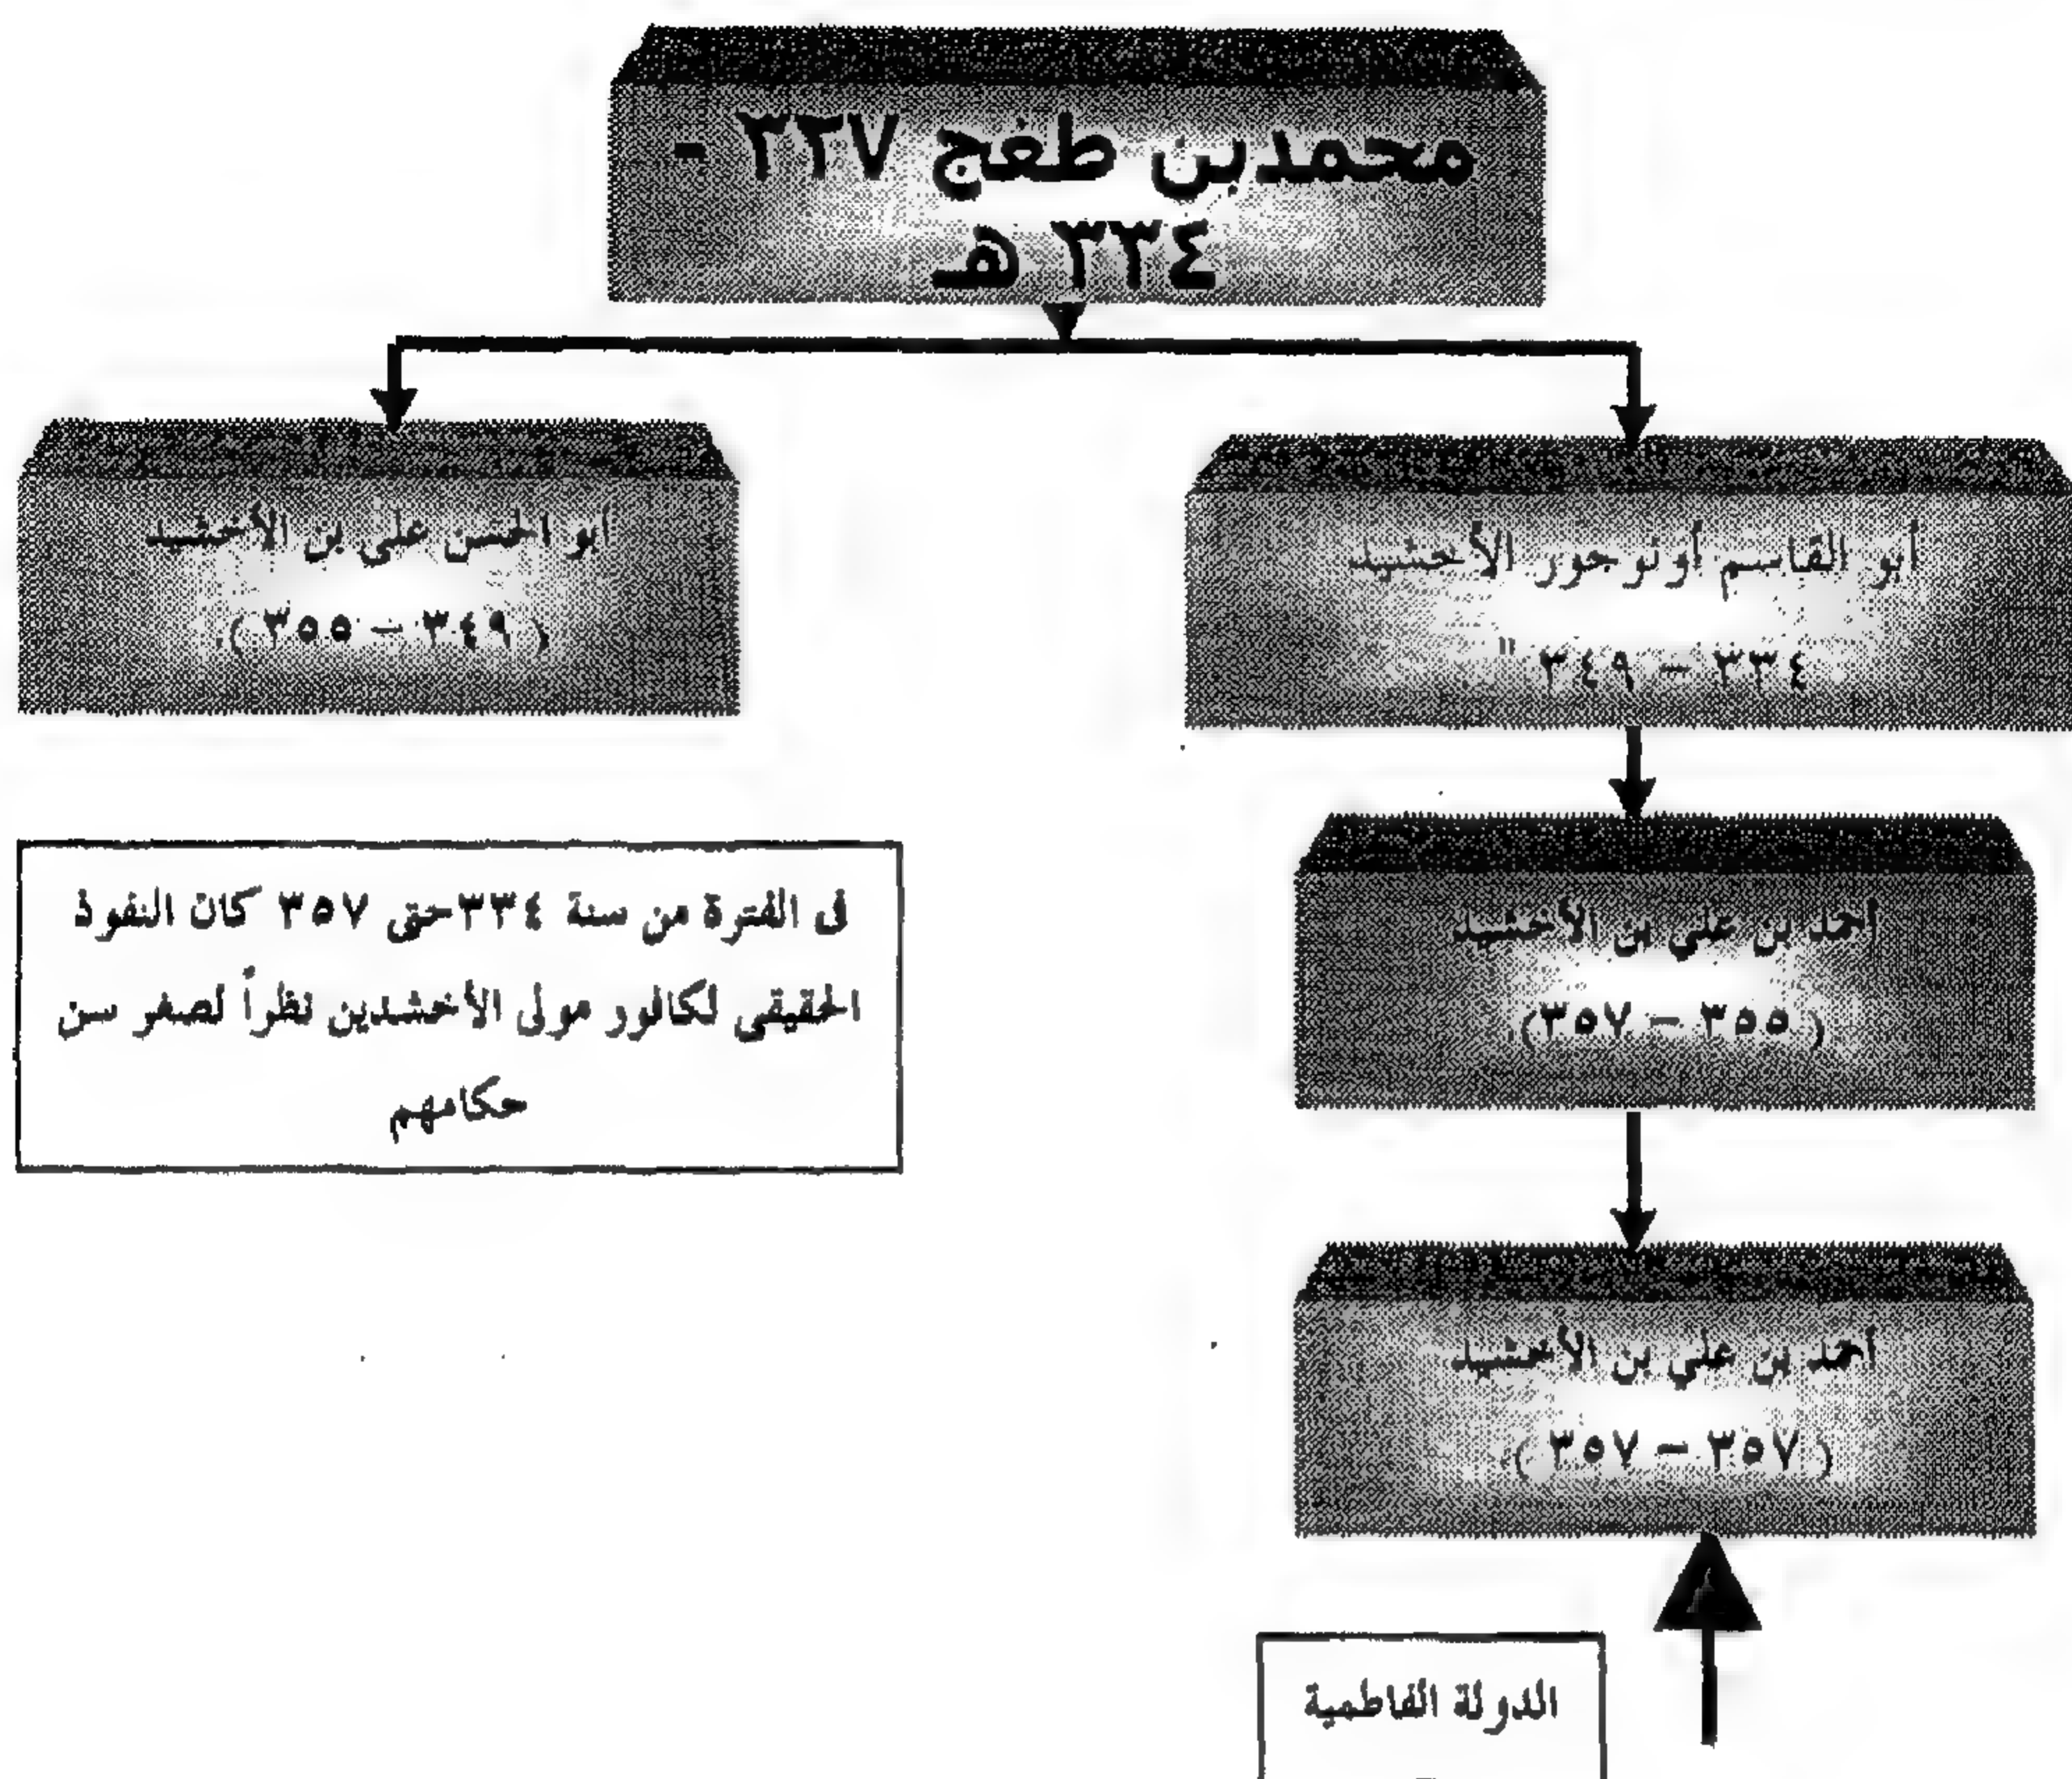 محمد بن طغج ٣٢٧ -
٣٣٤ هـ
أبو القاسم أونوجور الأخشيد
٣٣٤ – ٣٤٩ "
أبو الحسن على بن الأخشيد
(٣٤٩ – ٣٥٥)
أحمد بن علي بن الأخشيد
(٣٥٥ – ٣٥٧)
فى الفترة من سنة ٣٣٤حتى ٣٥٧ كان النفوذ
الحقيقى لكافور مولى الأخشدين نظراً لصغر سن
حكامهم
أحمد بن علي بن الأخشيد
(٣٥٧ – ٣٥٧)
الدولة الفاطمية